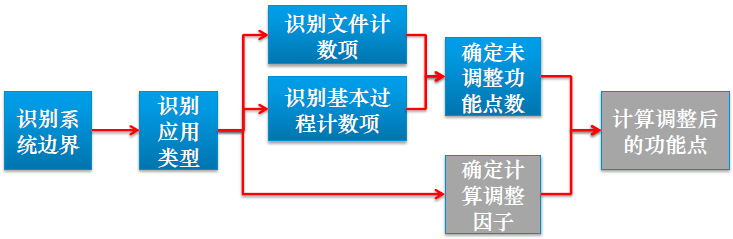 识别系
统边界
识别
应用
类型
识别文件计
数项
识别基本过
程计数项
确定未
调整功
能点数
确定计
算调整
因子
计算调整后
的功能点